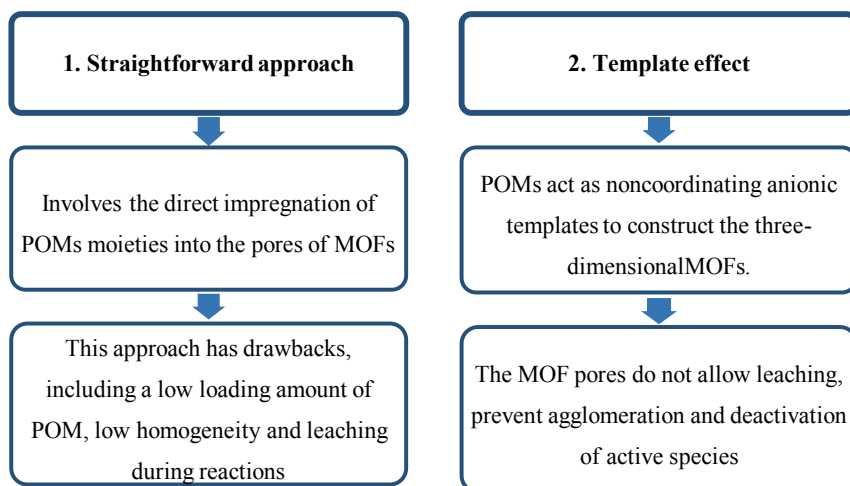 1. Straightforward approach
Involves the direct impregnation of
POMs moieties into the pores of MOFs
This approach has drawbacks,
including a low loading amount of
POM, low homogeneity and leaching
during reactions
2. Template effect
POMs act as noncoordinating anionic
templates to construct the three-
dimensionalMOFs.
The MOF pores do not allow leaching,
prevent agglomeration and deactivation
of active species